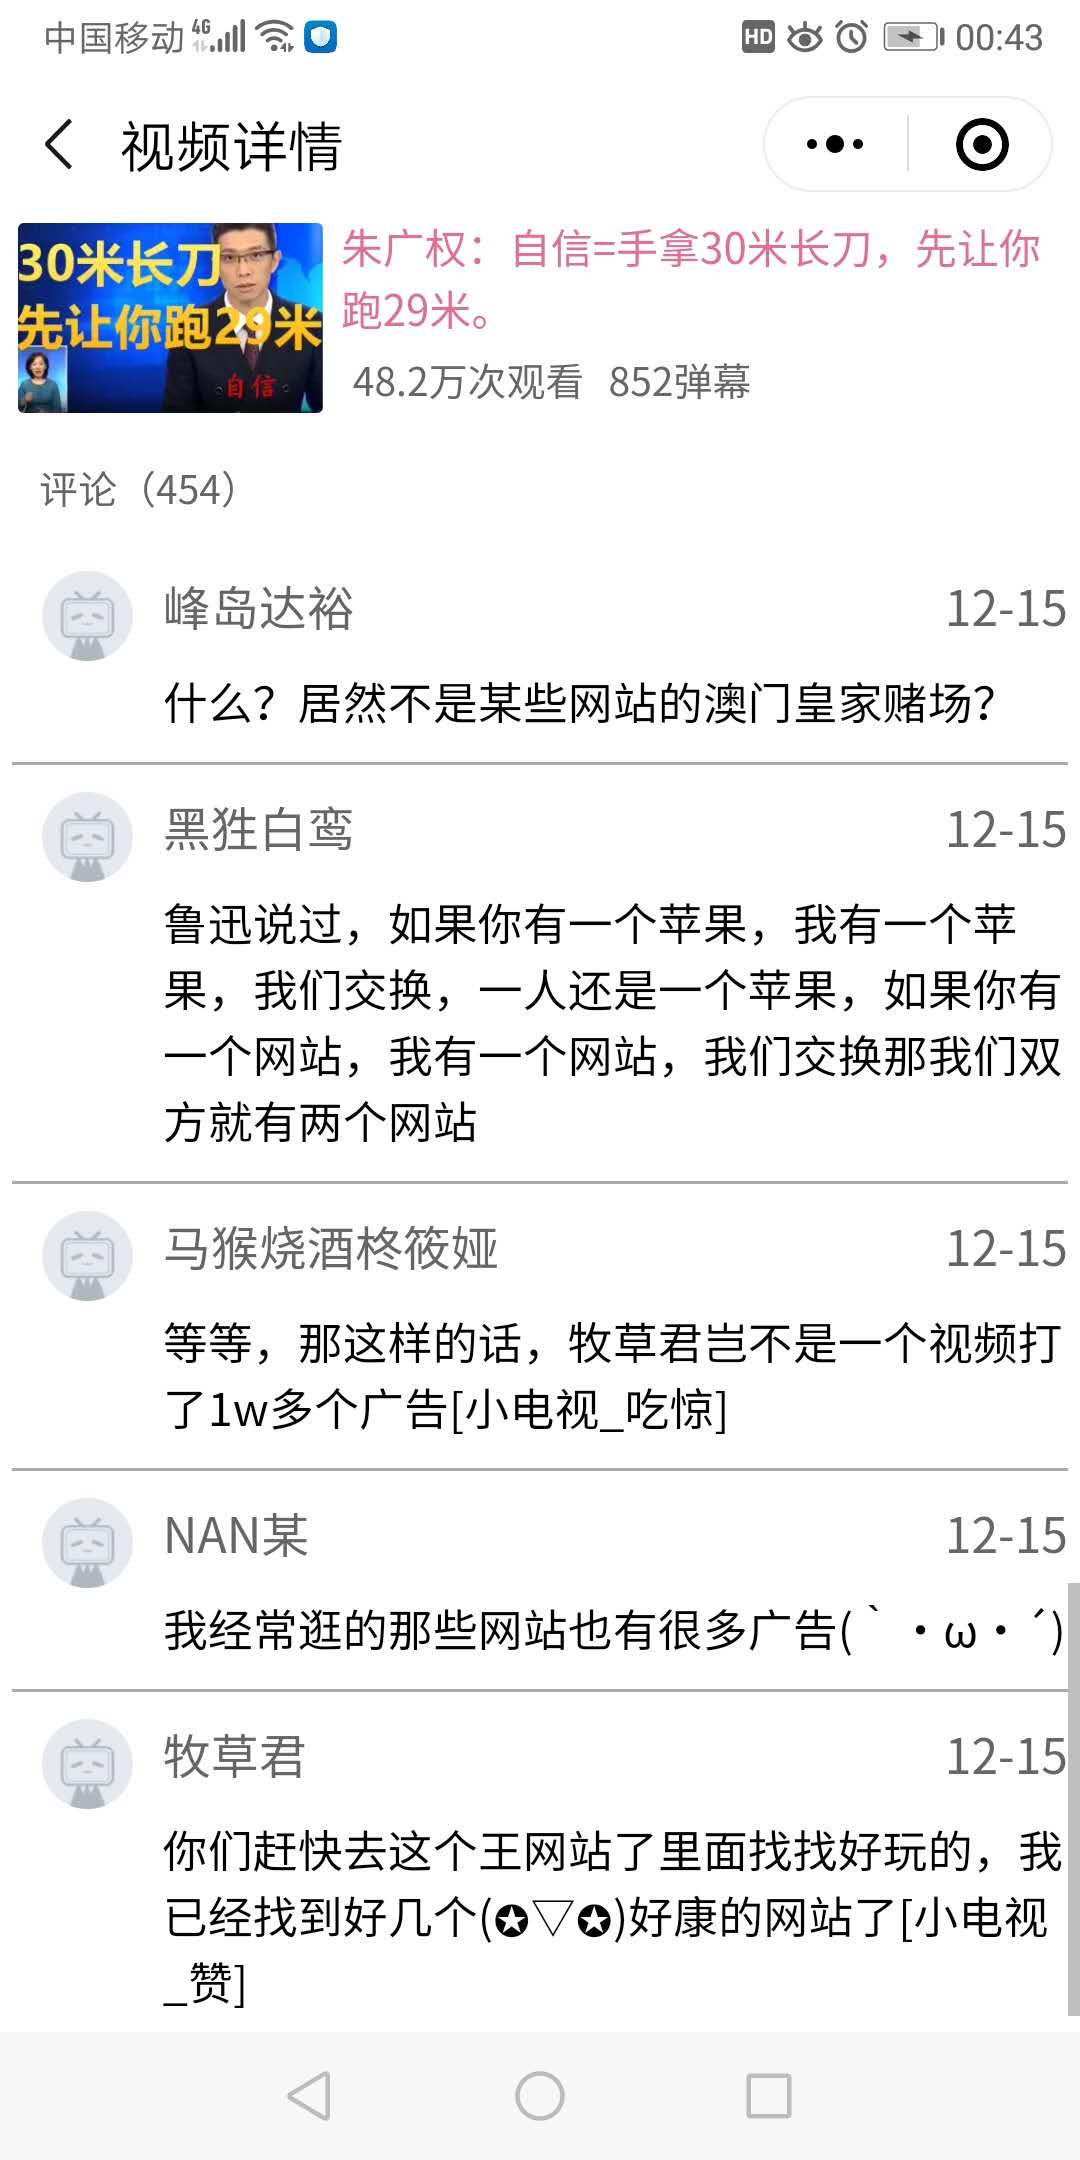 中国移动 4G HD 00:43
视频详情
30米长刀
先让你跑29米
·自信·
朱广权：自信=手拿30米长刀，先让你
跑29米。
48.2万次观看 852弹幕
评论（454）
峰岛达裕 12-15
什么？居然不是某些网站的澳门皇家赌场？
黑狌白鸾 12-15
鲁迅说过，如果你有一个苹果，我有一个苹
果，我们交换，一人还是一个苹果，如果你有
一个网站，我有一个网站，我们交换那我们双
方就有两个网站
马猴烧酒柊筱娅 12-15
等等，那这样的话，牧草君岂不是一个视频打
了1w多个广告[小电视_吃惊]
NAN某 12-15
我经常逛的那些网站也有很多广告(｀・ω・´)
牧草君 12-15
你们赶快去这个王网站了里面找找好玩的，我
已经找到好几个(✪▽✪)好康的网站了[小电视
_赞]